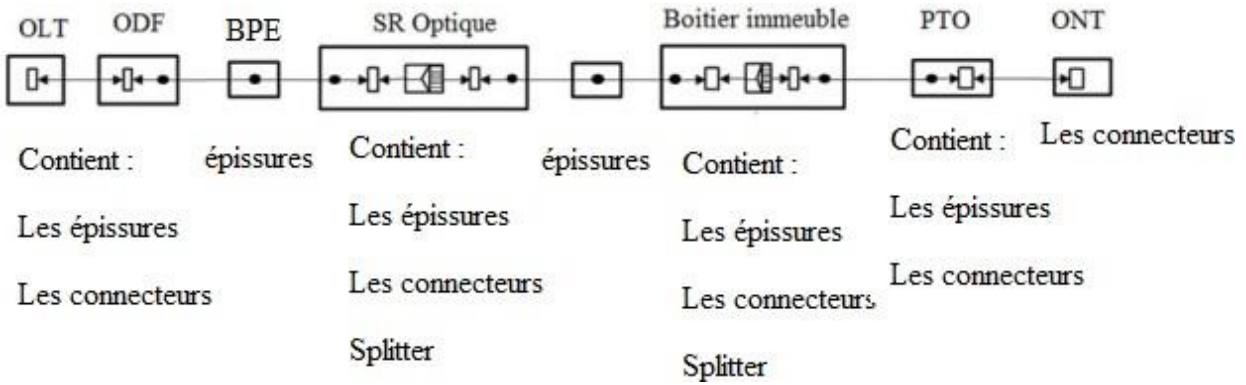 OLT ODF BPE SR Optique Boitier immeuble PTO ONT
Contient :
Les épissures
Les connecteurs
épissures
Contient :
Les épissures
Les connecteurs
Splitter
épissures
Contient :
Les épissures
Les connecteurs
Splitter
Contient :
Les épissures
Les connecteurs
Les connecteurs